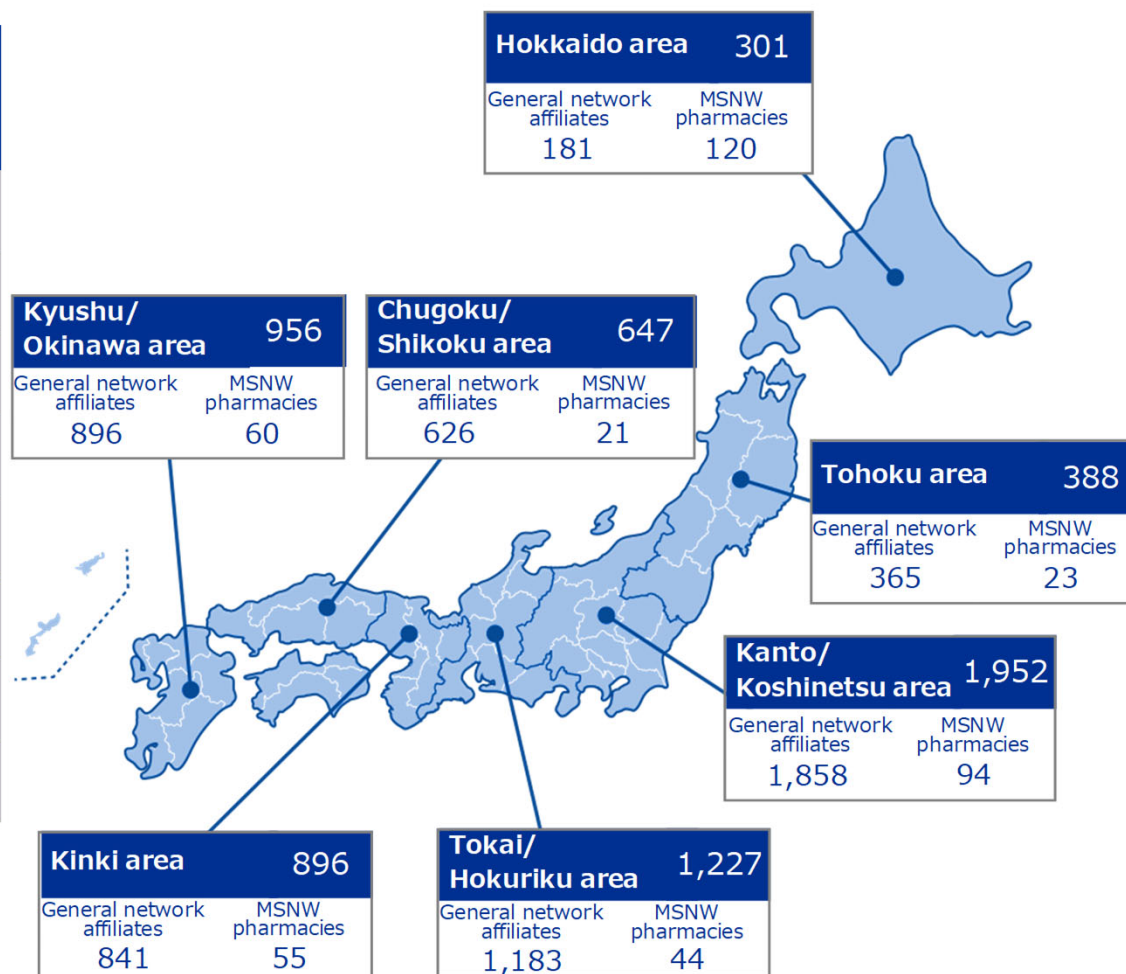 Hokkaido area 301
General network affiliates
MSNW pharmacies
181 120
Kyushu/
Okinawa area 956
General network affiliates
MSNW pharmacies
896 60
Chugoku/
Shikoku area 647
General network affiliates
MSNW pharmacies
626 21
Tohoku area 388
General network affiliates
MSNW pharmacies
365 23
Kanto/
Koshinetsu area 1,952
General network affiliates
MSNW pharmacies
1,858 94
Kinki area 896
General network affiliates
MSNW pharmacies
841 55
Tokai/
Hokuriku area 1,227
General network affiliates
MSNW pharmacies
1,183 44